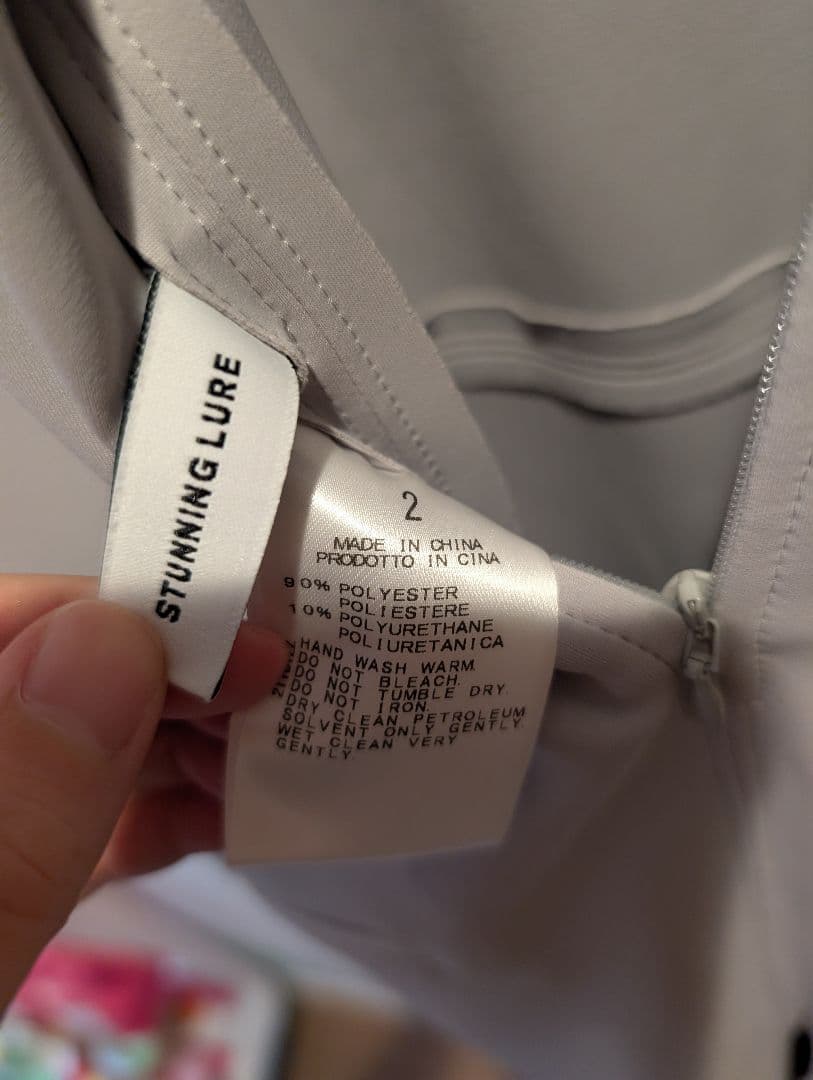 STUNNING LURE
2
MADE IN CHINA
PRODOTTO IN CINA
90% POLYESTER
POLIESTERE
10% POLYURETHANE
POLIURETANICA
HAND WASH WARM
DO NOT BLEACH.
DO NOT TUMBLE DRY.
DO NOT IRON.
DRY CLEAN PETROLEUM
SOLVENT ONLY GENTLY.
WET CLEAN VERY
GENTLY